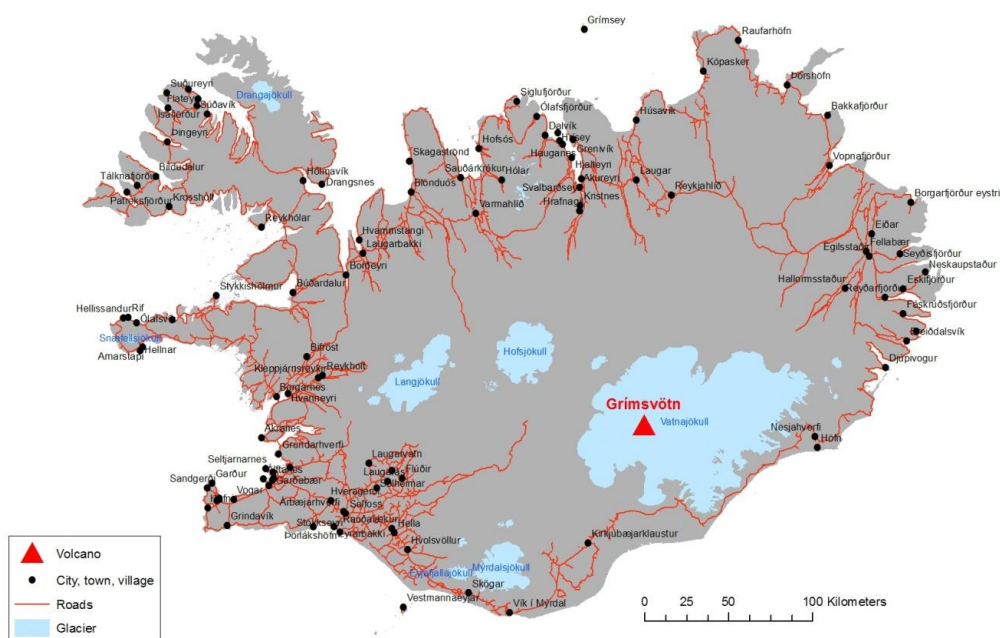 Grímsey
Raufarhöfn
Kópasker
Þórshöfn
Suðureyri
Drangajökull
Flateyri
Súðavík
Ísafjörður
Siglufjörður
Ólafsfjörður
Húsavík
Bakkafjörður
Þingeyri
Hofsós
Dalvík
Hrísey
Grenivík
Hauganes
Hjalteyri
Skagaströnd
Vopnafjörður
Bíldudalur
Tálknafjörður
Hólmavík
Drangsnes
Sauðárkrókur
Hólar
Akureyri
Laugar
Svalbarðseyri
Reykjahlíð
Patreksfjörður
Krosshóll
Blönduós
Kristnes
Hrafnagil
Borgarfjörður eystri
Varmahlíð
Reykhólar
Hvammstangi
Laugarbakki
Eiðar
Fellabær
Egilsstaðir
Seyðisfjörður
Neskaupstaður
Borðeyri
Hallormsstaður
Eskifjörður
Reyðarfjörður
Stykkishólmur
Búðardalur
Fáskrúðsfjörður
Hellissandur
Rif
Ólafsvík
Breiðdalsvík
Snæfellsjökull
Hellnar
Arnarstapi
Bifröst
Hofsjökull
Djúpivogur
Kleppjárnsreykir
Reykholt
Langjökull
Borgarnes
Hvanneyri
Grímsvötn
Vatnajökull
Nesjahverfi
Höfn
Akranes
Grundarhverfi
Seltjarnarnes
Laugarvatn
Garður
Álftanes
Laugarás
Flúðir
Sandgerði
Garðabær
Sólheimar
Vogar
Hveragerði
Árbæjarhverfi
Selfoss
Grindavík
Stokkseyri
Rauðalækur
Hella
Þorlákshöfn
Eyrarbakki
Kirkjubæjarklaustur
Hvolsvöllur
Eyjafjallajökull
Mýrdalsjökull
Skógar
Vestmannaeyjar
Vík í Mýrdal
Volcano
City, town, village
Roads
Glacier
0 25 50 100 Kilometers